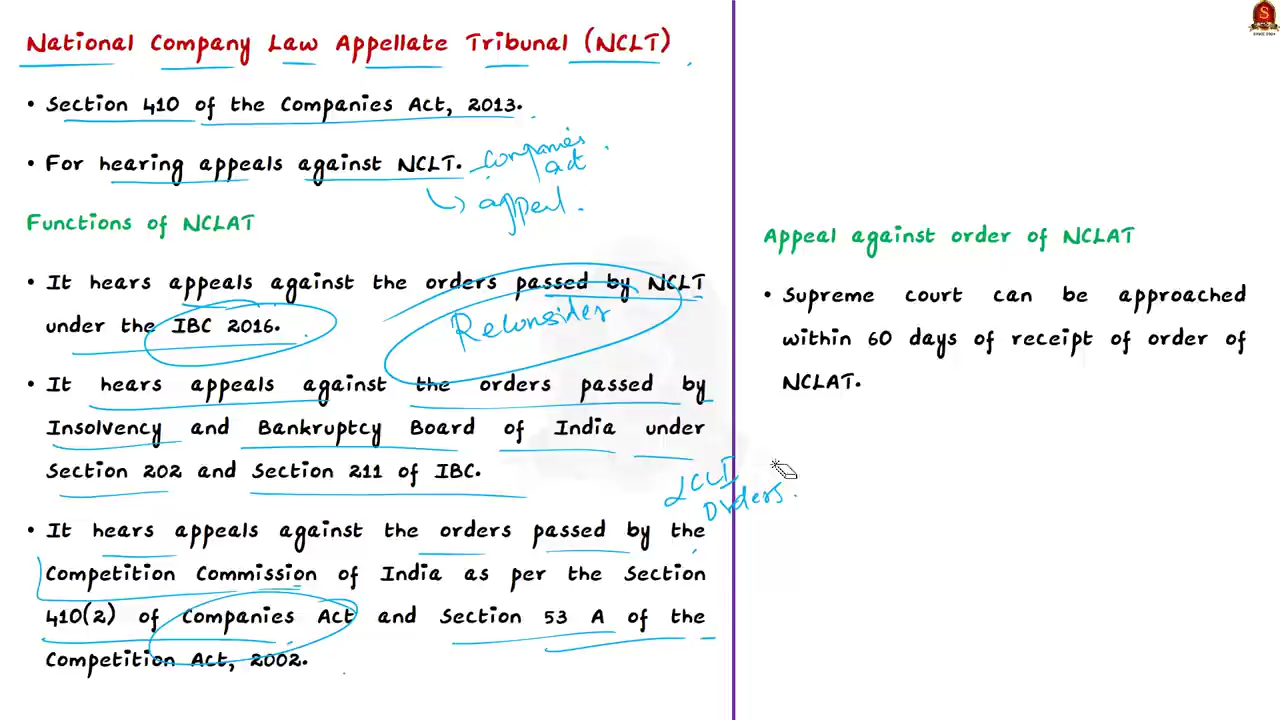 National Company Law Appellate Tribunal (NCLT)
• Section 410 of the Companies Act, 2013.
• For hearing appeals against NCLT.
Companies
act
appeal.
Functions of NCLAT
• It hears appeals against the orders passed by NCLT
under the IBC 2016.
Reconsider
• It hears appeals against the orders passed by
Insolvency and Bankruptcy Board of India under
Section 202 and Section 211 of IBC.
Orders.
• It hears appeals against the orders passed by the
Competition Commission of India as per the Section
410(2) of Companies Act and Section 53 A of the
Competition Act, 2002.
Appeal against order of NCLAT
• Supreme court can be approached
within 60 days of receipt of order of
NCLAT.
S